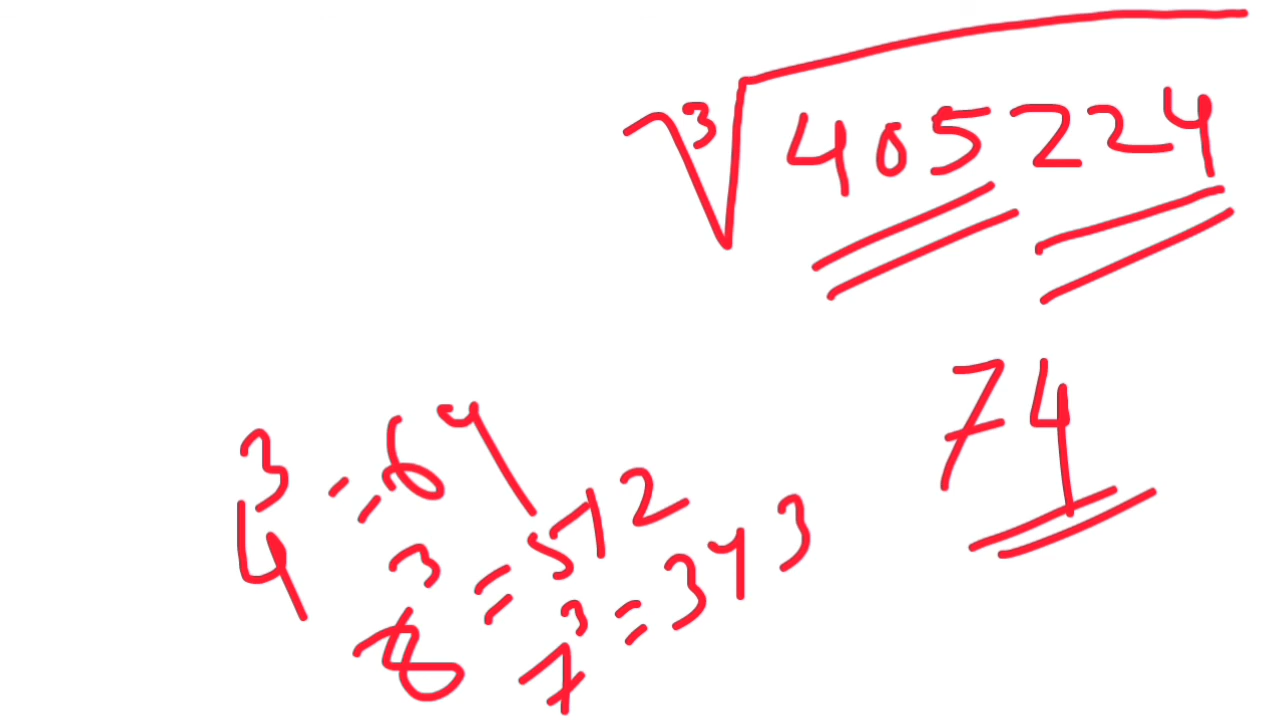 ∛405224
74
4³ = 64
8³ = 512
7³ = 343